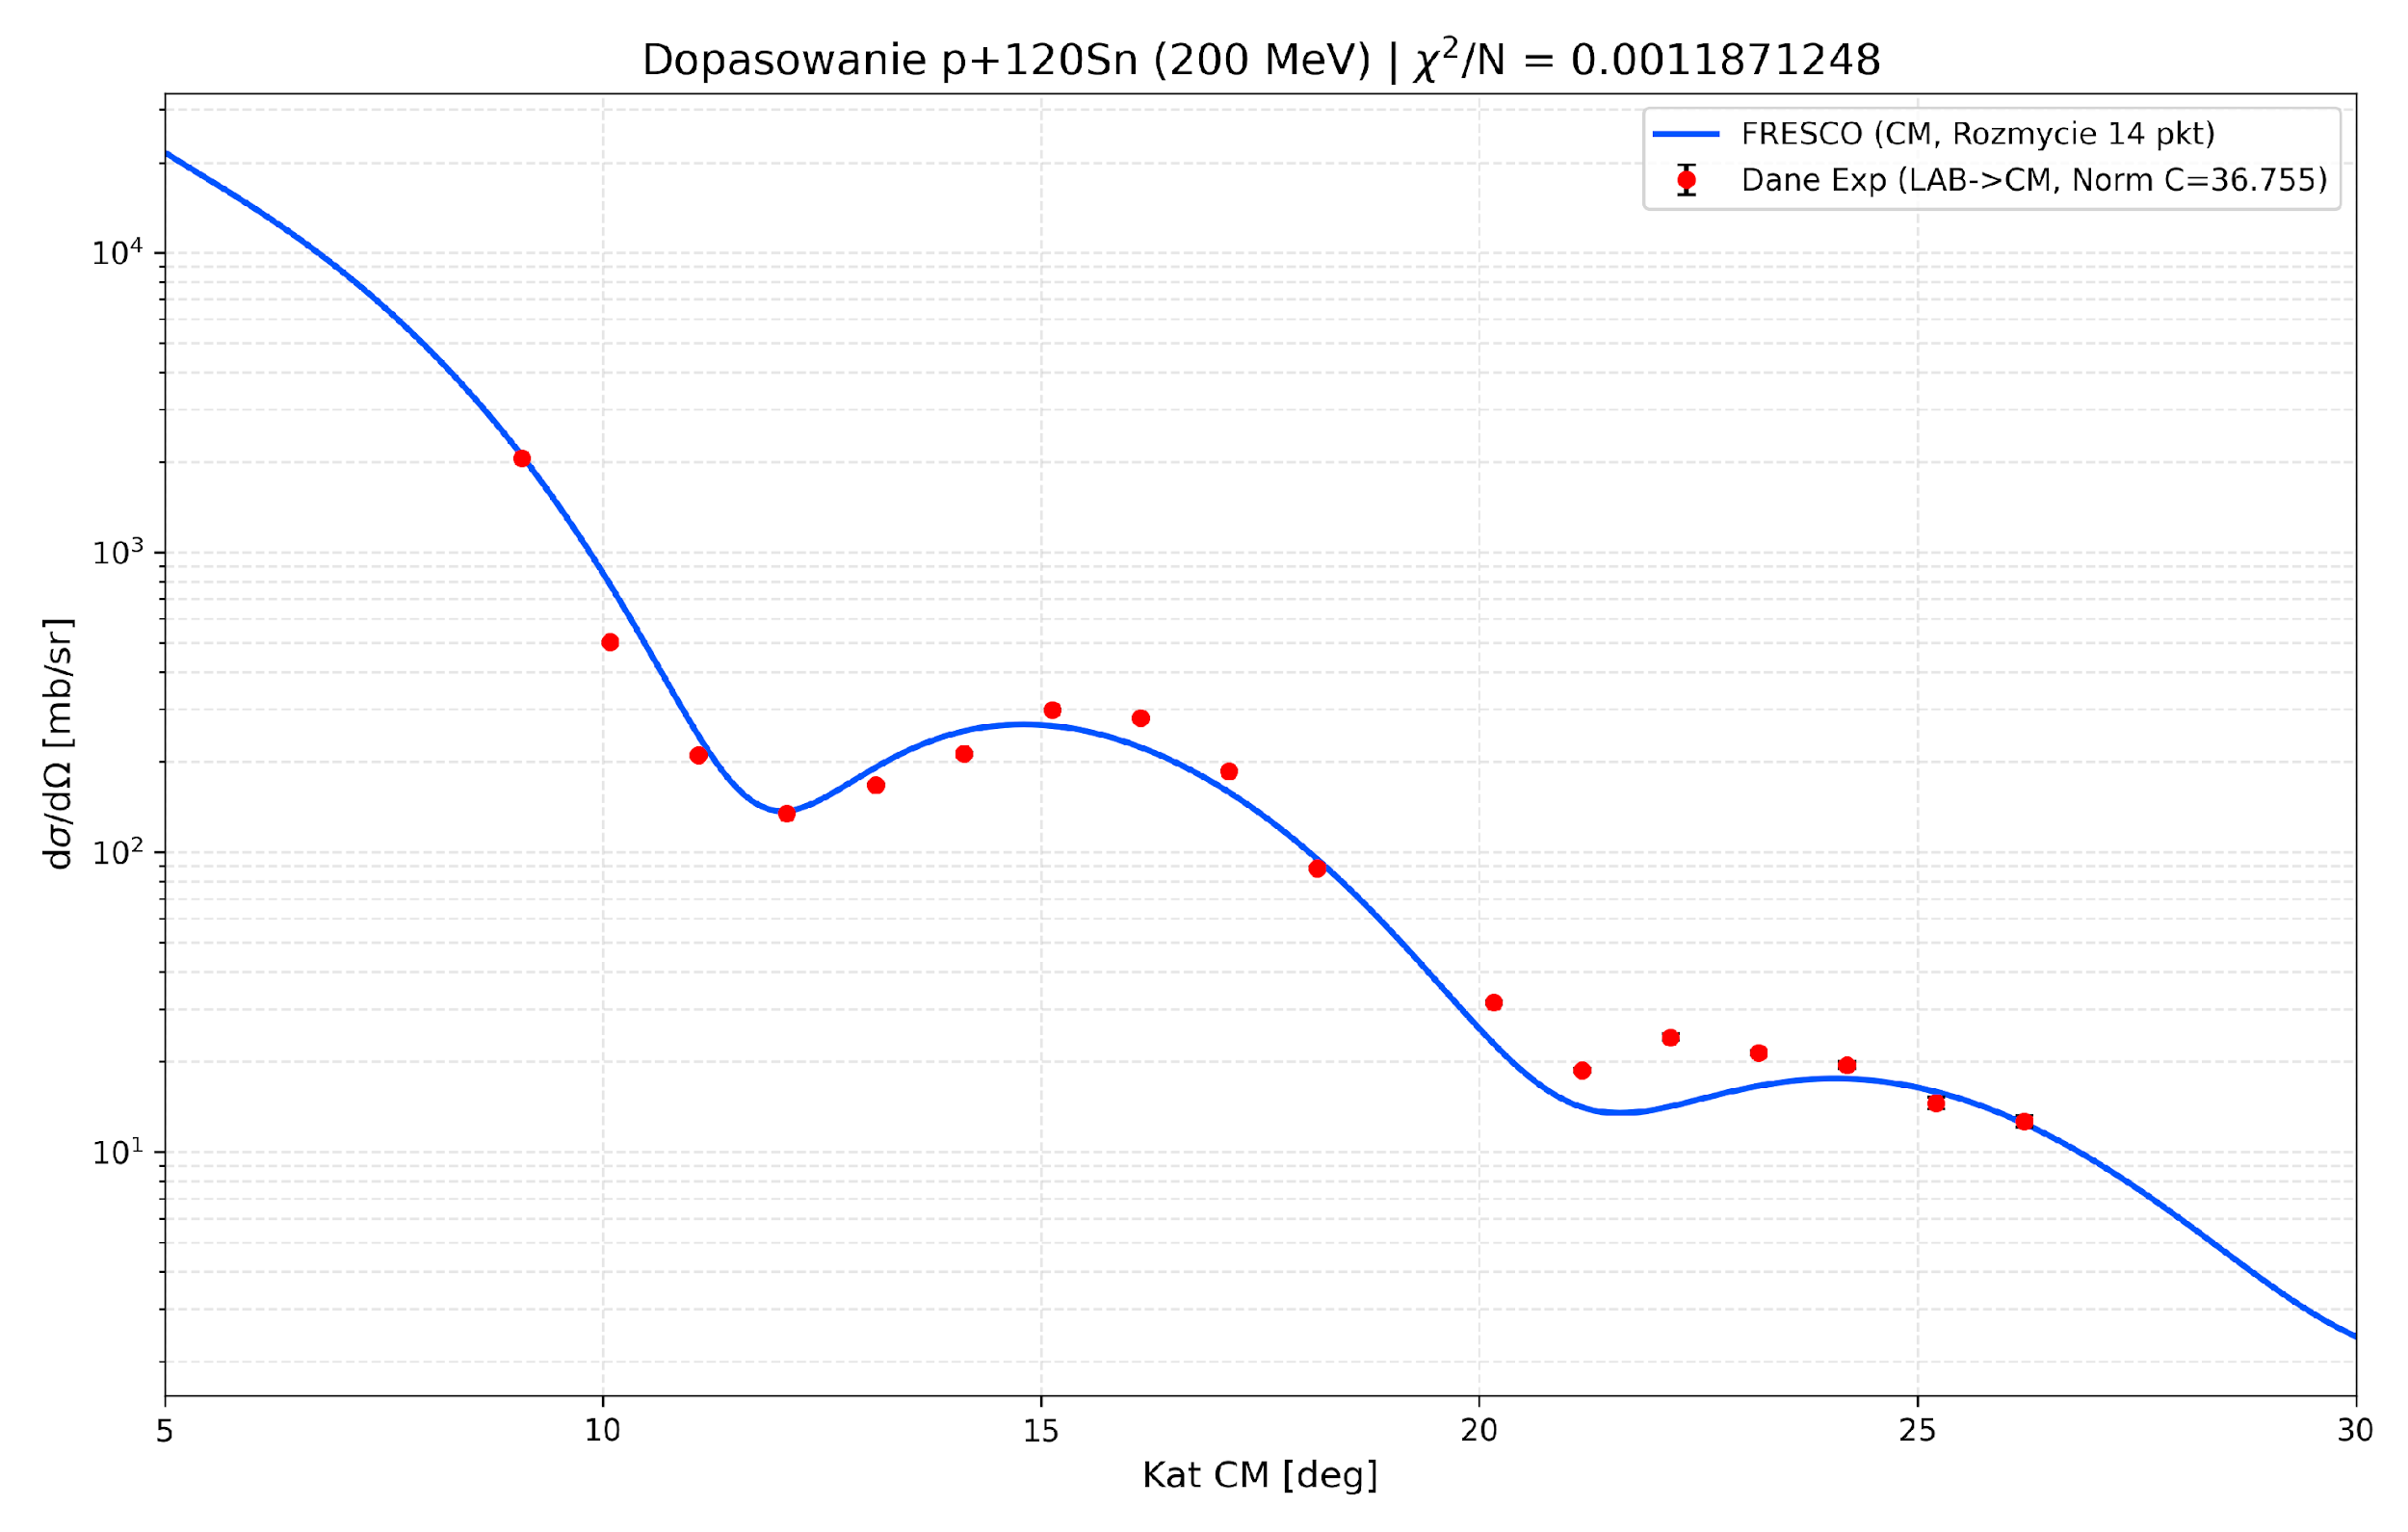 Dopasowanie p+120Sn (200 MeV) | χ²/N = 0.0011871248
FRESCO (CM, Rozmycie 14 pkt)
Dane Exp (LAB->CM, Norm C=36.755)
dσ/dΩ [mb/sr]
10⁴
10³
10²
10¹
5 10 15 20 25 30
Kat CM [deg]